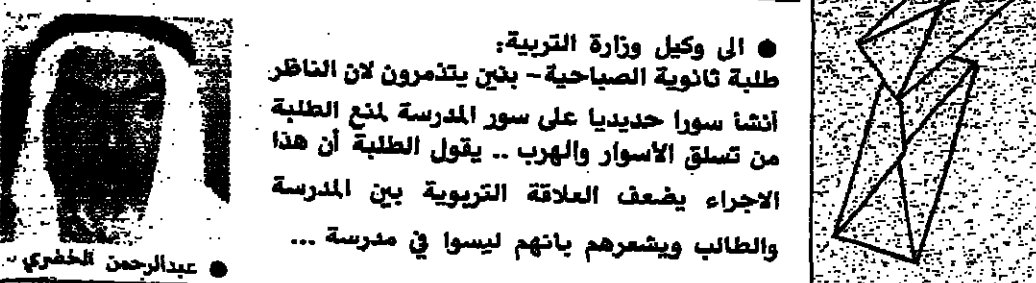 ● الى وكيل وزارة التربية:
طلبة ثانوية الصباحية - بنين يتذمرون لان الناظر
أنشأ سورا حديديا على سور المدرسة لمنع الطلبة
من تسلق الأسوار والهرب .. يقول الطلبة أن هذا
الاجراء يضعف العلاقة التربوية بين المدرسة
والطالب ويشعرهم بانهم ليسوا في مدرسة ...
● عبدالرحمن الخضري